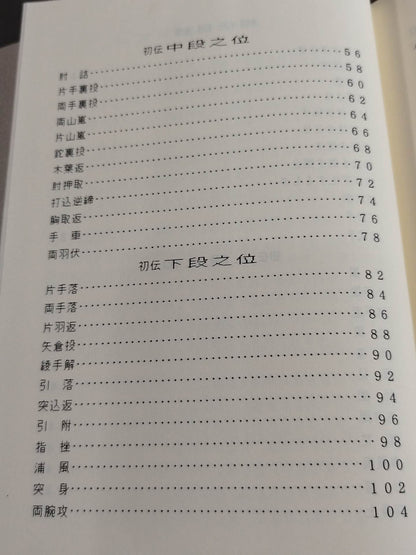 初伝中段之位
肘 詰……………………56
片手裏投……………………58
両手裏投……………………60
両山嵐……………………62
片山嵐……………………64
裏投……………………66
木葉返……………………68
肘押取……………………70
打込逆締……………………72
胸取返……………………74
手 車……………………76
両羽伏……………………78
初伝下段之位
片手落……………………82
両手落……………………84
片羽返……………………86
矢倉投……………………88
綾手解……………………90
引 落……………………92
突込返……………………94
引 附……………………96
指 挫……………………98
浦 風……………………100
突 身……………………102
両腕攻……………………104